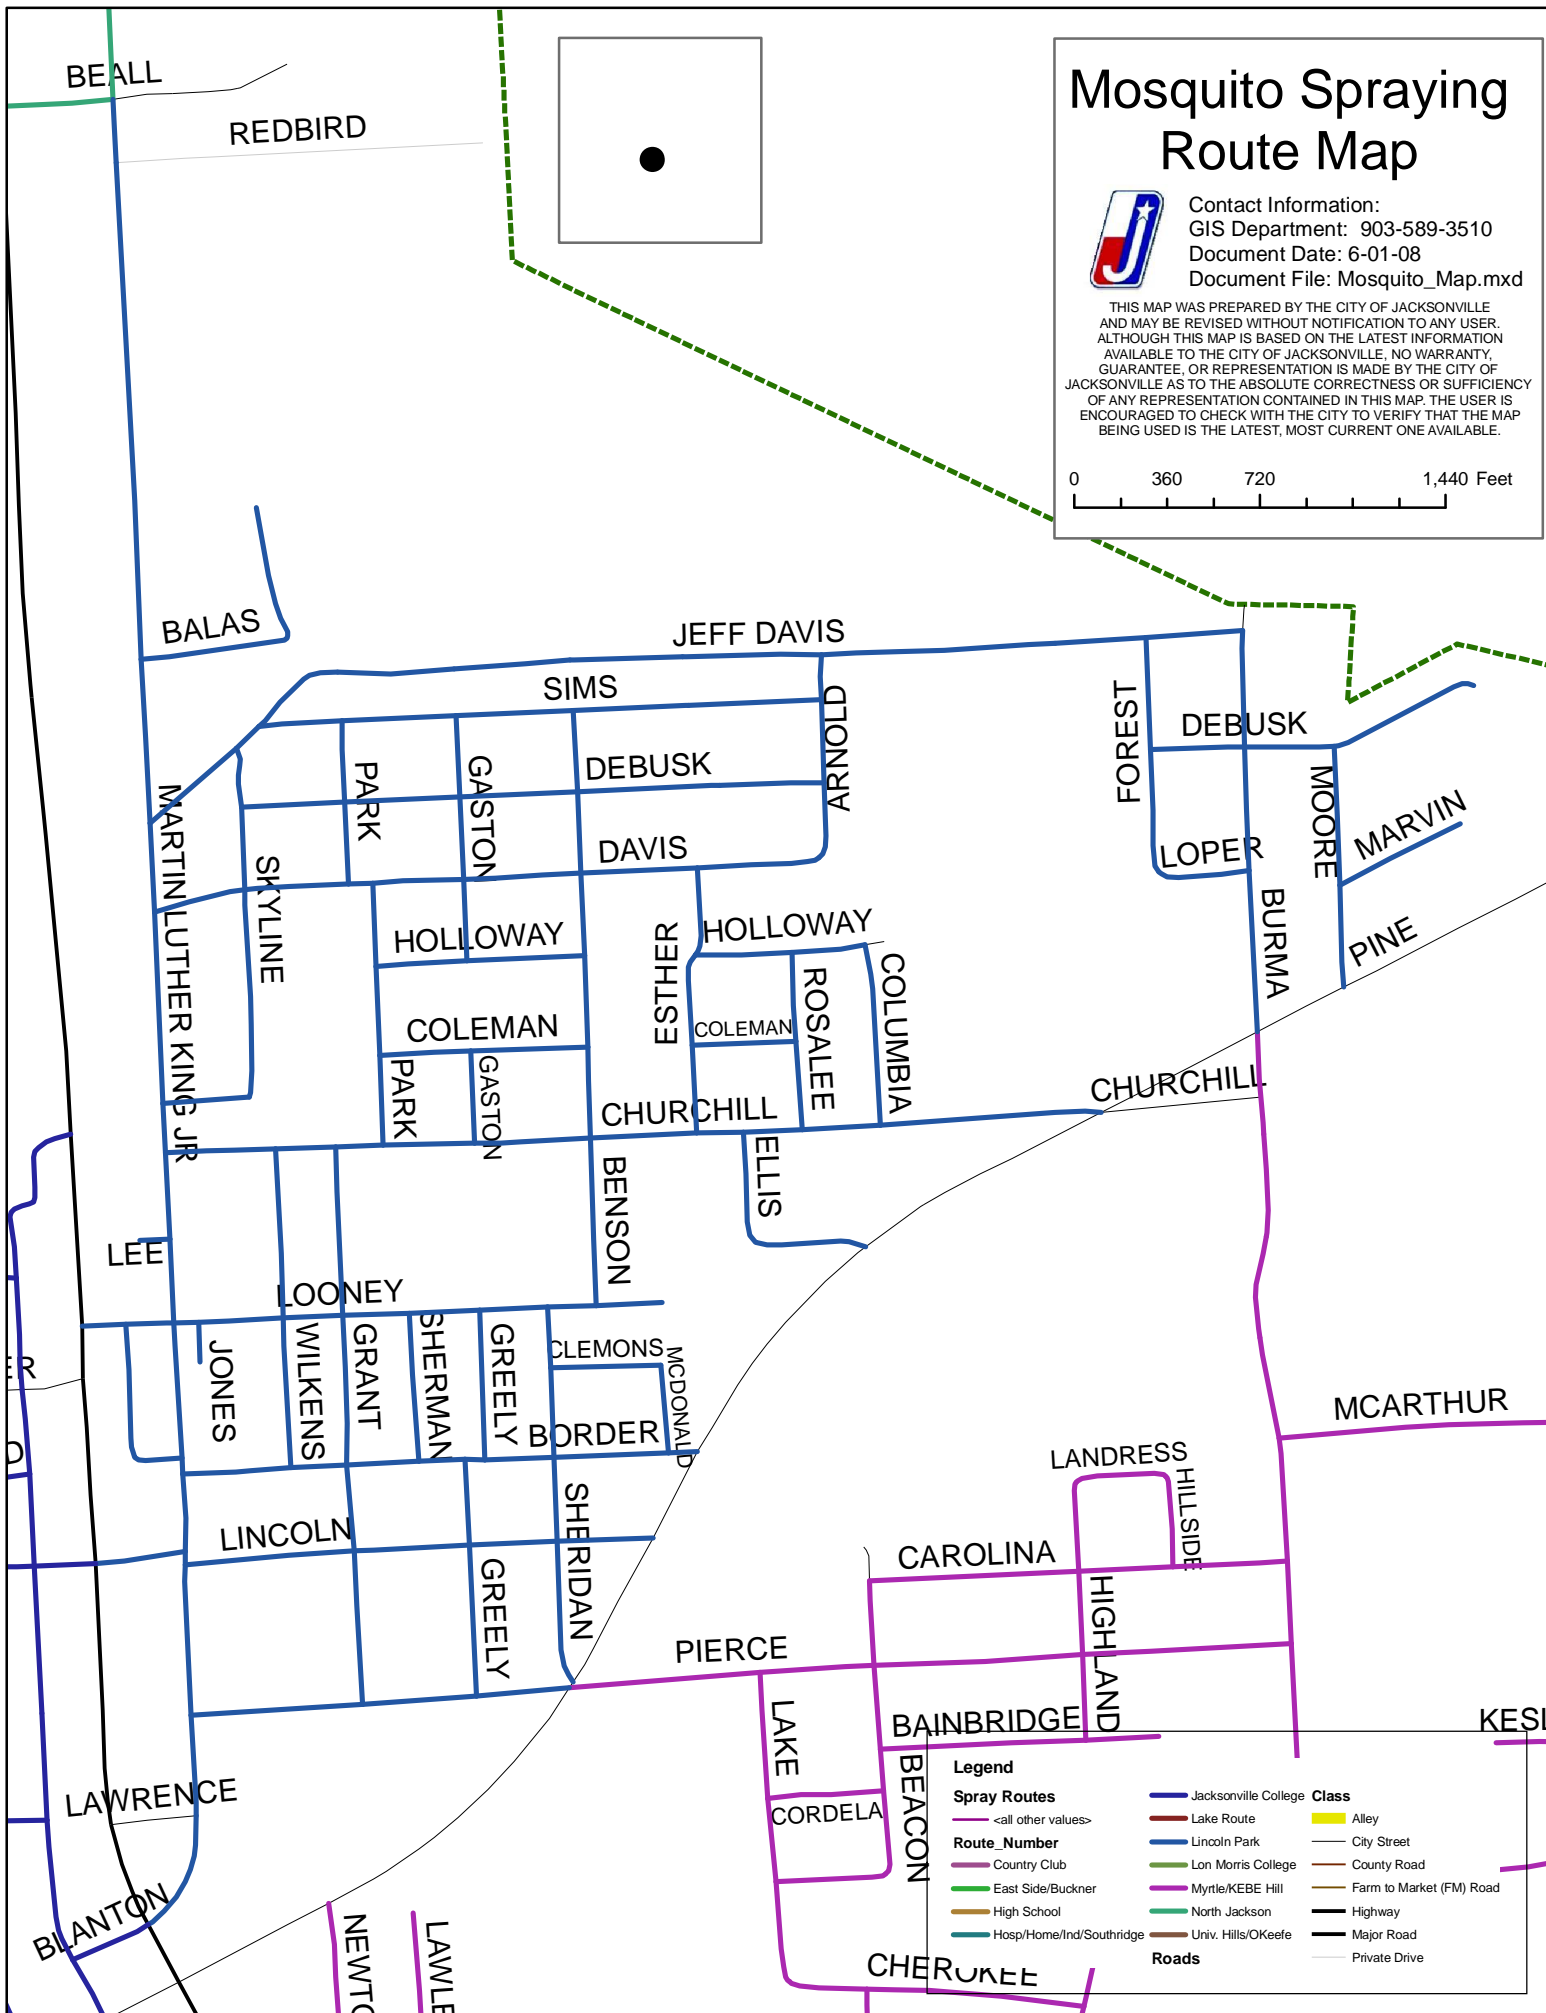 BEALL
REDBIRD
Mosquito Spraying
Route Map
Contact Information:
GIS Department: 903-589-3510
Document Date: 6-01-08
Document File: Mosquito_Map.mxd
THIS MAP WAS PREPARED BY THE CITY OF JACKSONVILLE
AND MAY BE REVISED WITHOUT NOTIFICATION TO ANY USER.
ALTHOUGH THIS MAP IS BASED ON THE LATEST INFORMATION
AVAILABLE TO THE CITY OF JACKSONVILLE, NO WARRANTY,
GUARANTEE, OR REPRESENTATION IS MADE BY THE CITY OF
JACKSONVILLE AS TO THE ABSOLUTE CORRECTNESS OR SUFFICIENCY
OF ANY REPRESENTATION CONTAINED IN THIS MAP. THE USER IS
ENCOURAGED TO CHECK WITH THE CITY TO VERIFY THAT THE MAP
BEING USED IS THE LATEST, MOST CURRENT ONE AVAILABLE.
0 360 720 1,440 Feet
J
BALAS
JEFF DAVIS
SIMS
ARNOLD
FOREST
DEBUSK
DEBUSK
PARK
GASTON
MOORE
MARVIN
MARTIN LUTHER KING JR
SKYLINE
DAVIS
LOPER
BURMA
PINE
HOLLOWAY
ESTHER
HOLLOWAY
COLUMBIA
ROSALEE
COLEMAN
COLEMAN
PARK
GASTON
CHURCHILL
CHURCHILL
ELLIS
BENSON
LEE
LOONEY
JONES
WILKENS
GRANT
SHERMAN
GREELY
CLEMONS
MCDONALD
BORDER
ER
D
MCARTHUR
LANDRESS
HILLSIDE
SHERIDAN
LINCOLN
CAROLINA
GREELY
HIGHLAND
PIERCE
LAKE
BAINBRIDGE
KESL
BEACON
CORDELA
LAWRENCE
BLANTON
NEWTO
LAWLE
CHEROKEE
Legend
Spray Routes
<all other values>
Route_Number
Country Club
East Side/Buckner
High School
Hosp/Home/Ind/Southridge
Jacksonville College
Lake Route
Lincoln Park
Lon Morris College
Myrtle/KEBE Hill
North Jackson
Univ. Hills/OKeefe
Roads
Class
Alley
City Street
County Road
Farm to Market (FM) Road
Highway
Major Road
Private Drive